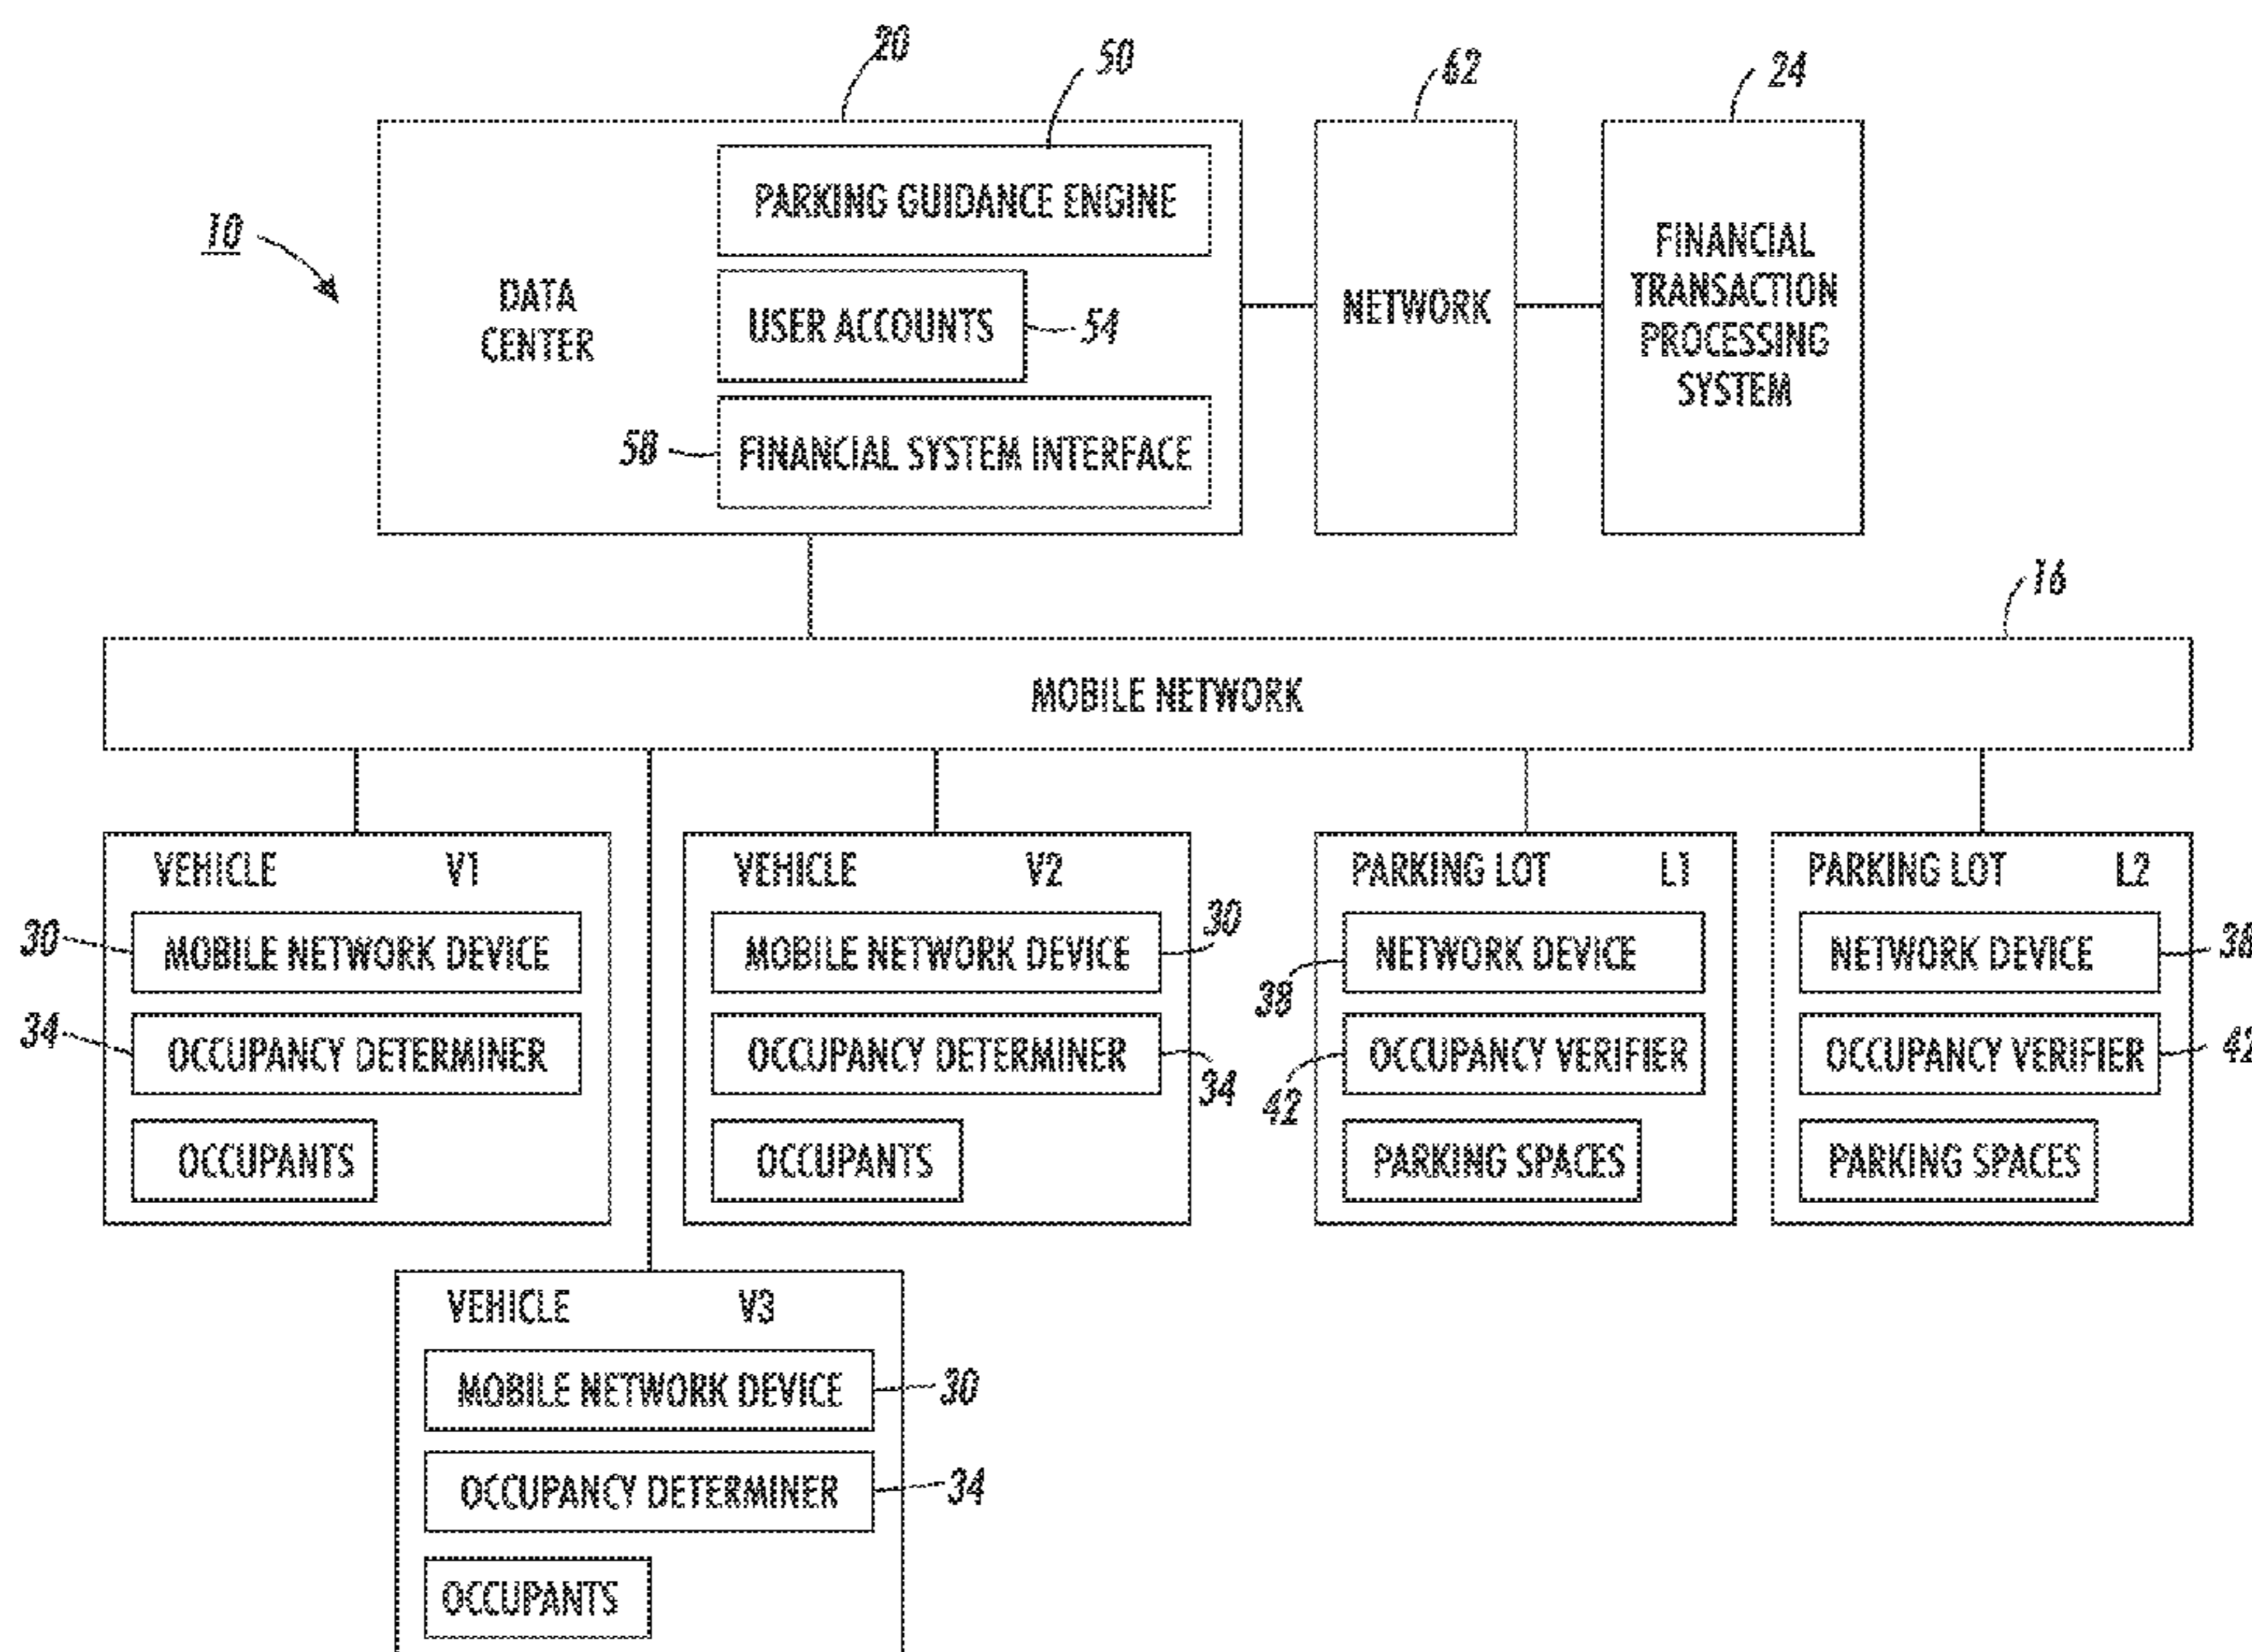 20
50
62
24
10
DATA
CENTER
PARKING GUIDANCE ENGINE
USER ACCOUNTS
54
58
FINANCIAL SYSTEM INTERFACE
NETWORK
FINANCIAL
TRANSACTION
PROCESSING
SYSTEM
16
MOBILE NETWORK
VEHICLE V1
30
MOBILE NETWORK DEVICE
34
OCCUPANCY DETERMINER
OCCUPANTS
VEHICLE V2
MOBILE NETWORK DEVICE
30
OCCUPANCY DETERMINER
34
OCCUPANTS
PARKING LOT L1
NETWORK DEVICE
38
OCCUPANCY VERIFIER
42
PARKING SPACES
PARKING LOT L2
NETWORK DEVICE
38
OCCUPANCY VERIFIER
42
PARKING SPACES
VEHICLE V3
MOBILE NETWORK DEVICE
30
OCCUPANCY DETERMINER
34
OCCUPANTS